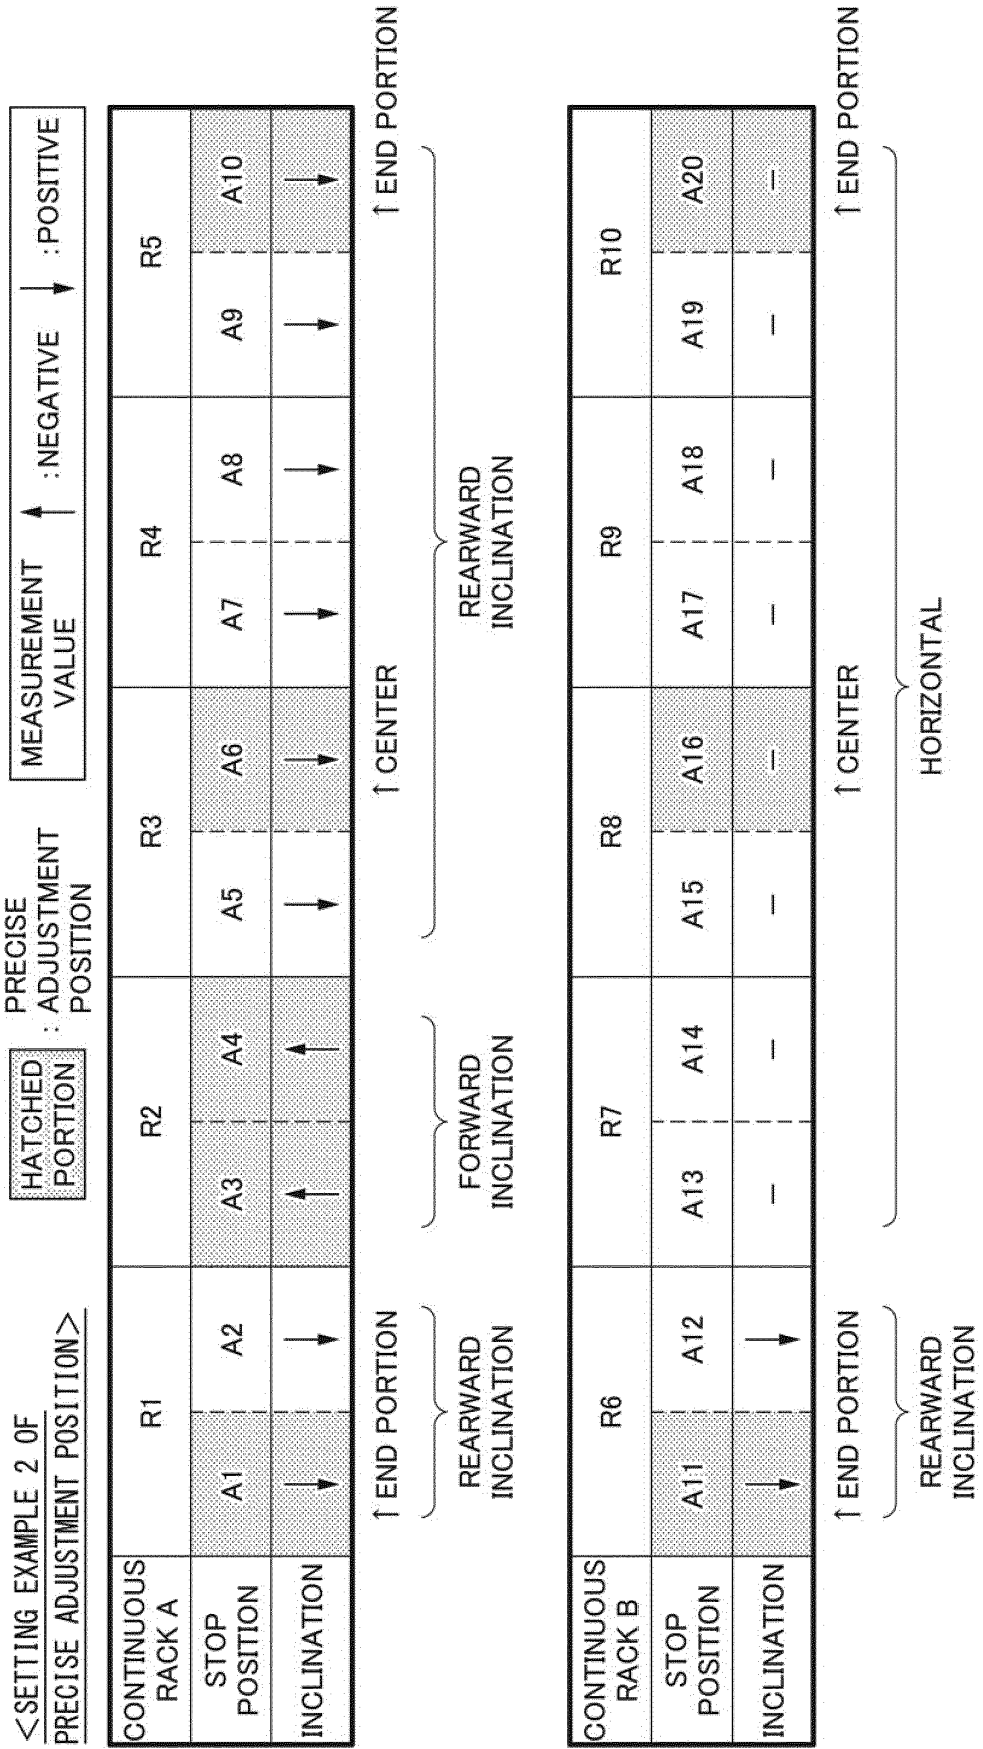 <SETTING EXAMPLE 2 OF
PRECISE ADJUSTMENT POSITION>
HATCHED
PORTION
PRECISE
: ADJUSTMENT
POSITION
MEASUREMENT
VALUE
↑ :NEGATIVE ↓ :POSITIVE
CONTINUOUS
RACK A
R1 R2 R3 R4 R5
STOP
POSITION
A1 A2 A3 A4 A5 A6 A7 A8 A9 A10
INCLINATION
↓ ↓ ↑ ↑ ↓ ↓ ↓ ↓ ↓ ↓
↑END PORTION ↑CENTER ↑END PORTION
REARWARD
INCLINATION
FORWARD
INCLINATION
REARWARD
INCLINATION
CONTINUOUS
RACK B
R6 R7 R8 R9 R10
STOP
POSITION
A11 A12 A13 A14 A15 A16 A17 A18 A19 A20
INCLINATION
↓ ↓ – – – – – – – –
↑END PORTION ↑CENTER ↑END PORTION
REARWARD
INCLINATION
HORIZONTAL